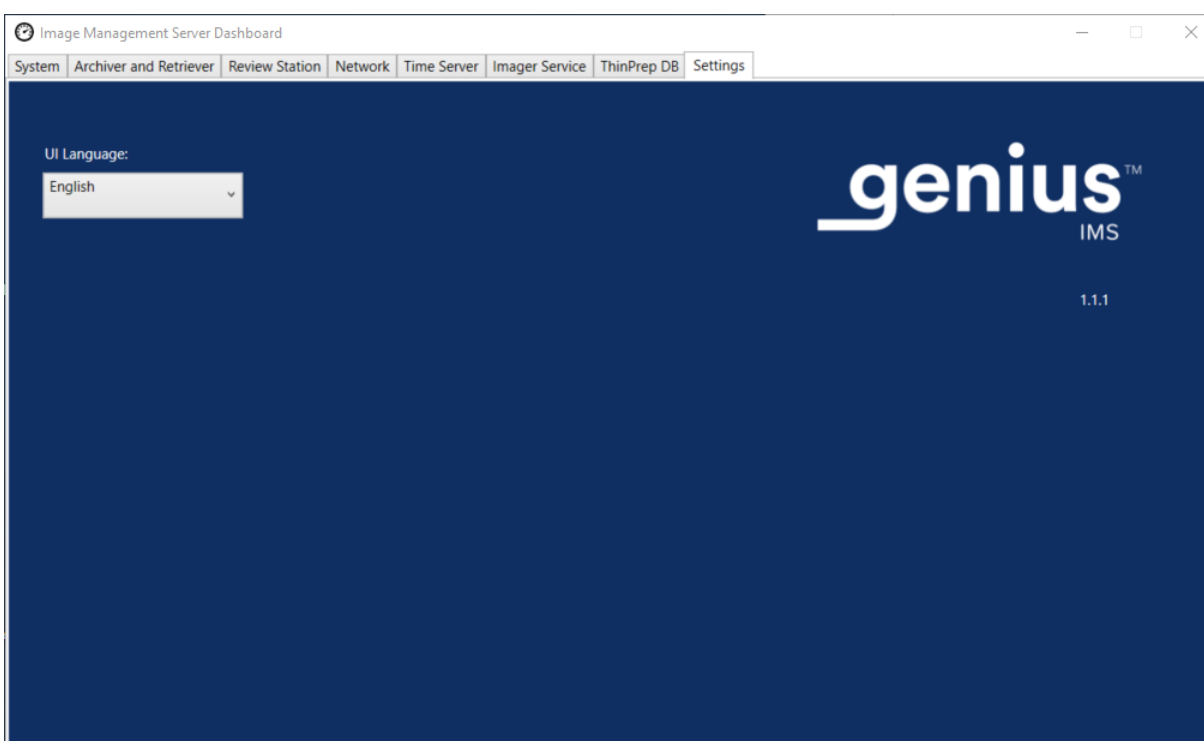 Image Management Server Dashboard
System Archiver and Retriever Review Station Network Time Server Imager Service ThinPrep DB Settings
UI Language:
English
genius™
IMS
1.1.1